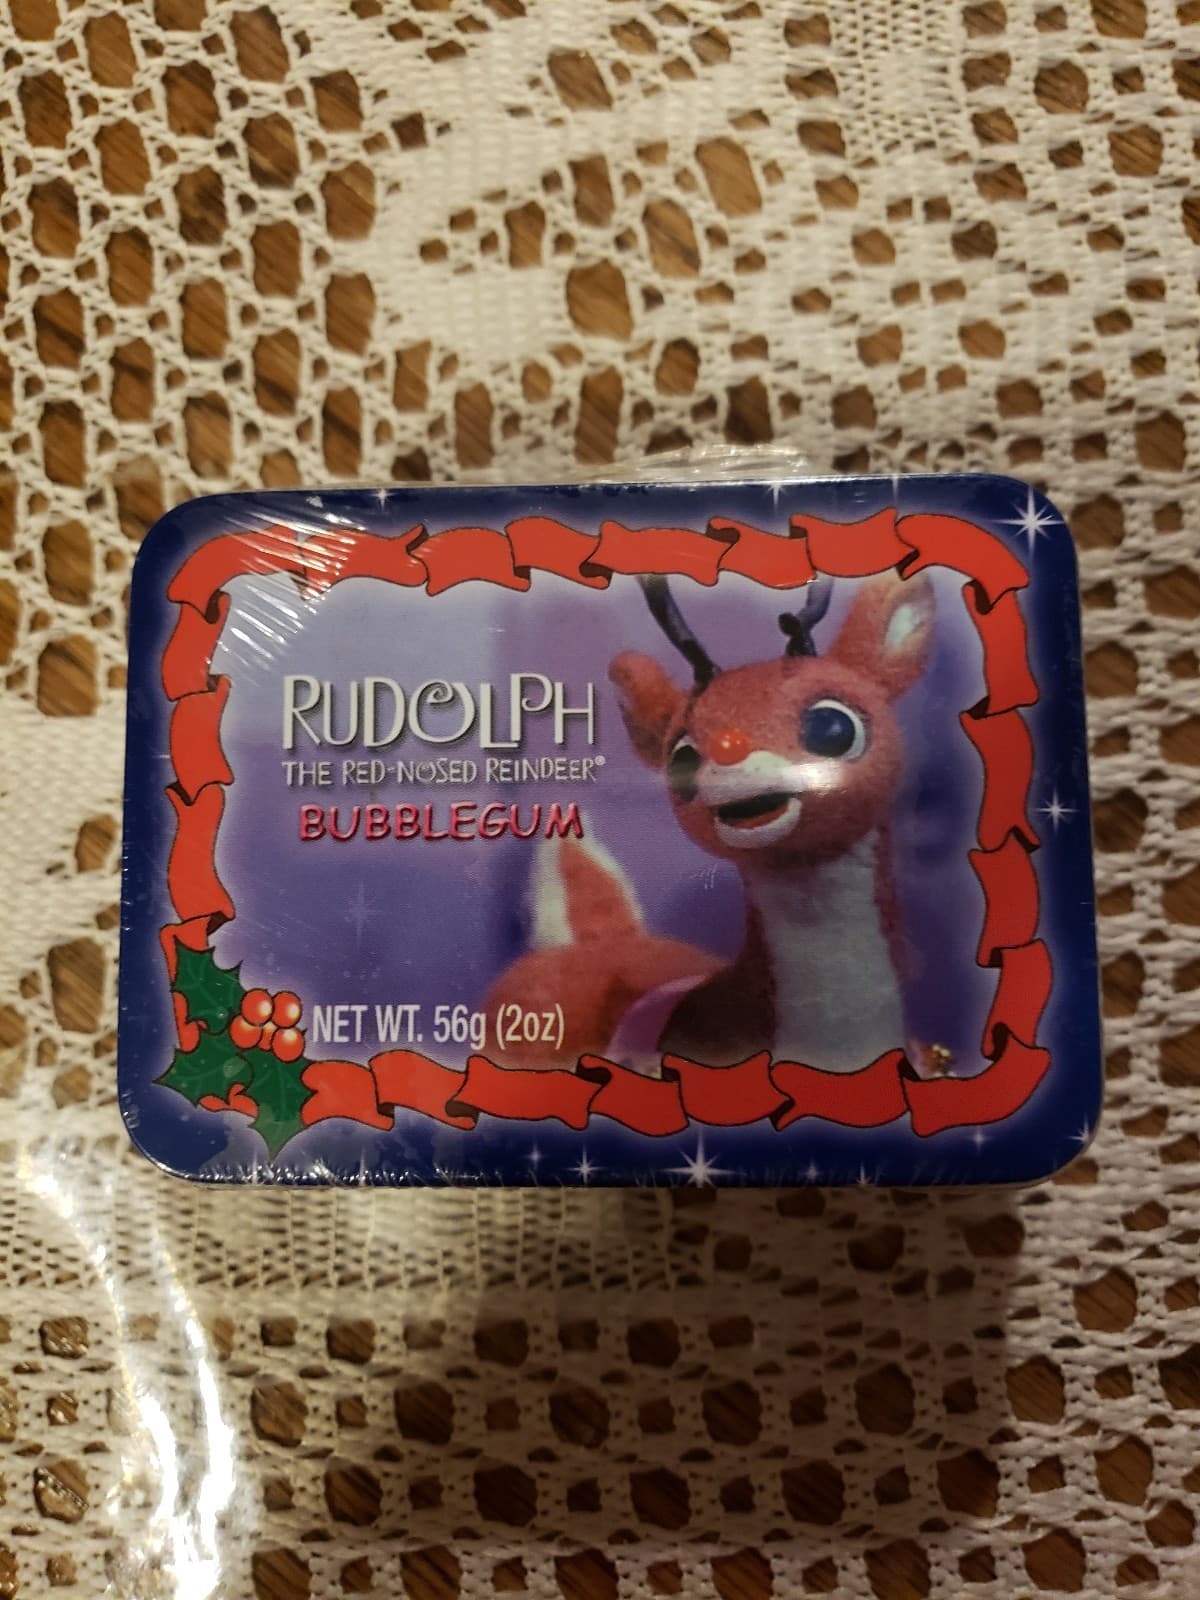 RUDOLPH
THE RED-NOSED REINDEER®
BUBBLEGUM
NET WT. 56g (2oz)